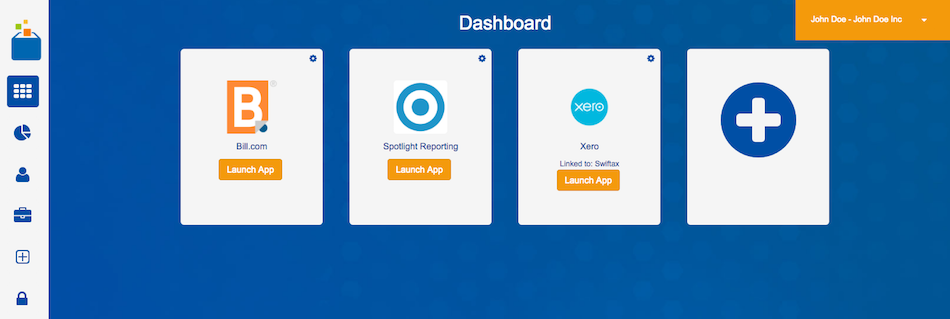 Dashboard
John Doe - John Doe Inc
B
Bill.com
Launch App
Spotlight Reporting
Launch App
xero
Xero
Linked to: Swiftax
Launch App